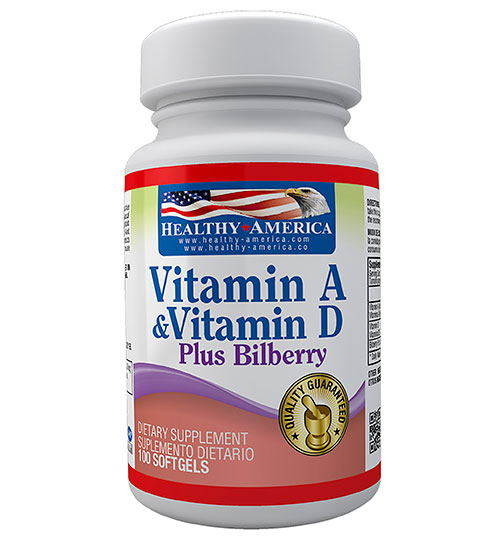 HEALTHY AMERICA
www.healthy-america.com
www.healthy-america.co
Vitamin A
& Vitamin D
Plus Bilberry
QUALITY GUARANTEED
DIETARY SUPPLEMENT
SUPLEMENTO DIETARIO
100 SOFTGELS